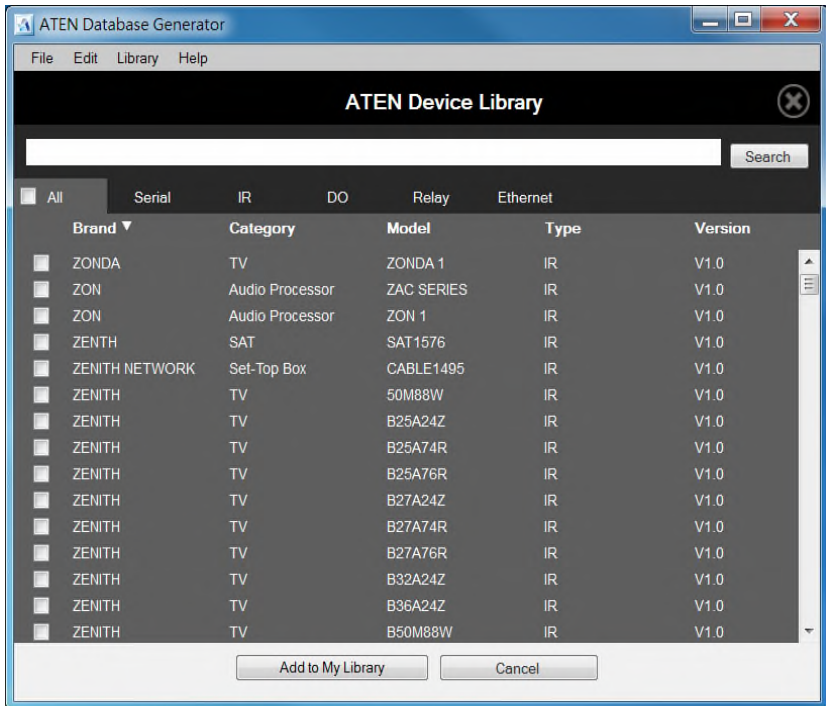 ATEN Database Generator
File Edit Library Help
ATEN Device Library
Search
All Serial IR DO Relay Ethernet
Brand Category Model Type Version
ZONDA TV ZONDA 1 IR V1.0
ZON Audio Processor ZAC SERIES IR V1.0
ZON Audio Processor ZON 1 IR V1.0
ZENTH SAT SAT1576 IR V1.0
ZENITH NETWORK Set-Top Box CABLE1495 IR V1.0
ZENITH TV 50M88W IR V1.0
ZENITH TV B25A24Z IR V1.0
ZENITH TV B25A74R IR V1.0
ZENITH TV B25A76R IR V1.0
ZENITH TV B27A24Z IR V1.0
ZENITH TV B27A74R IR V1.0
ZENITH TV B27A76R IR V1.0
ZENITH TV B32A24Z IR V1.0
ZENITH TV B36A24Z IR V1.0
ZENITH TV B50M88W IR V1.0
Add to My Library Cancel